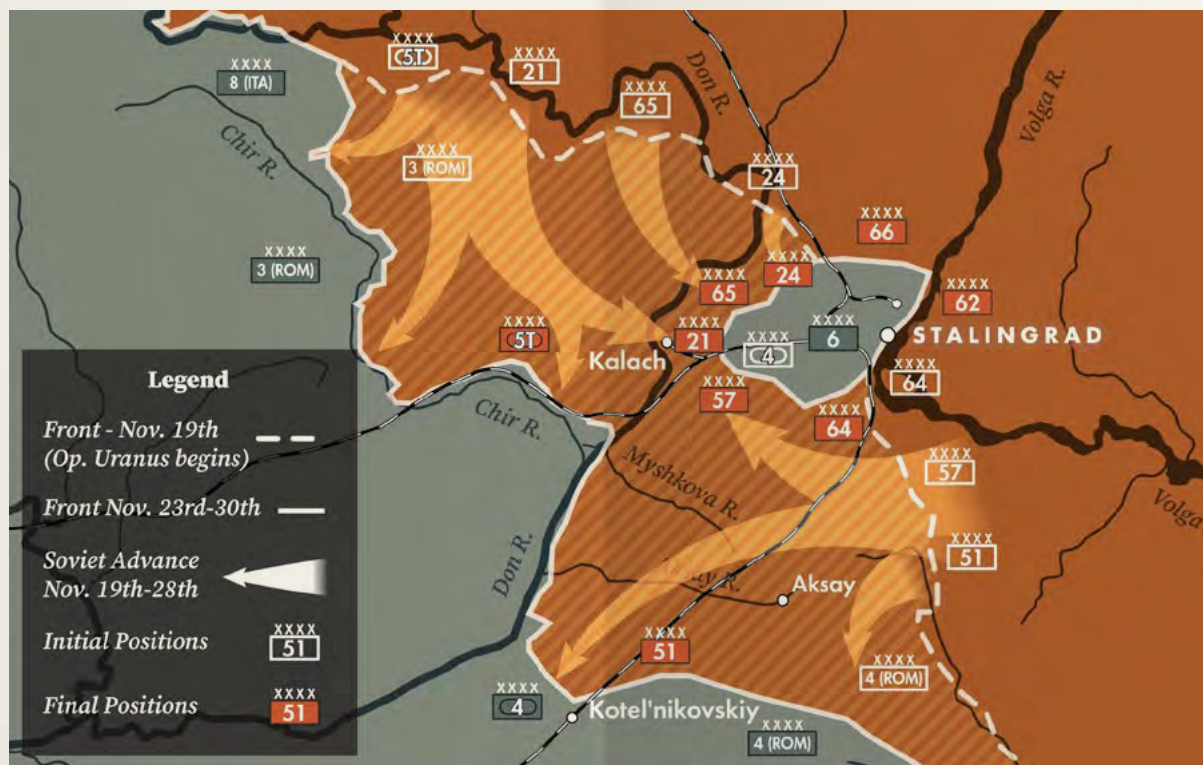 XXXX
5.T
XXXX
21
XXXX
8 (ITA)
XXXX
65
Don R.
Volga R.
Chir R.
XXXX
3 (ROM)
XXXX
24
XXXX
66
XXXX
3 (ROM)
XXXX
24
XXXX
65
XXXX
62
XXXX
5T
XXXX
21
XXXX
4
XXXX
6
STALINGRAD
Kalach
XXXX
57
XXXX
64
XXXX
64
Chir R.
Myshkova R.
XXXX
57
Volga
XXXX
51
Don R.
R.
Aksay
XXXX
51
XXXX
4 (ROM)
XXXX
4
Kotel'nikovskiy
XXXX
4 (ROM)
Legend
Front - Nov. 19th
(Op. Uranus begins)
Front Nov. 23rd-30th
Soviet Advance
Nov. 19th-28th
Initial Positions
XXXX
51
Final Positions
XXXX
51